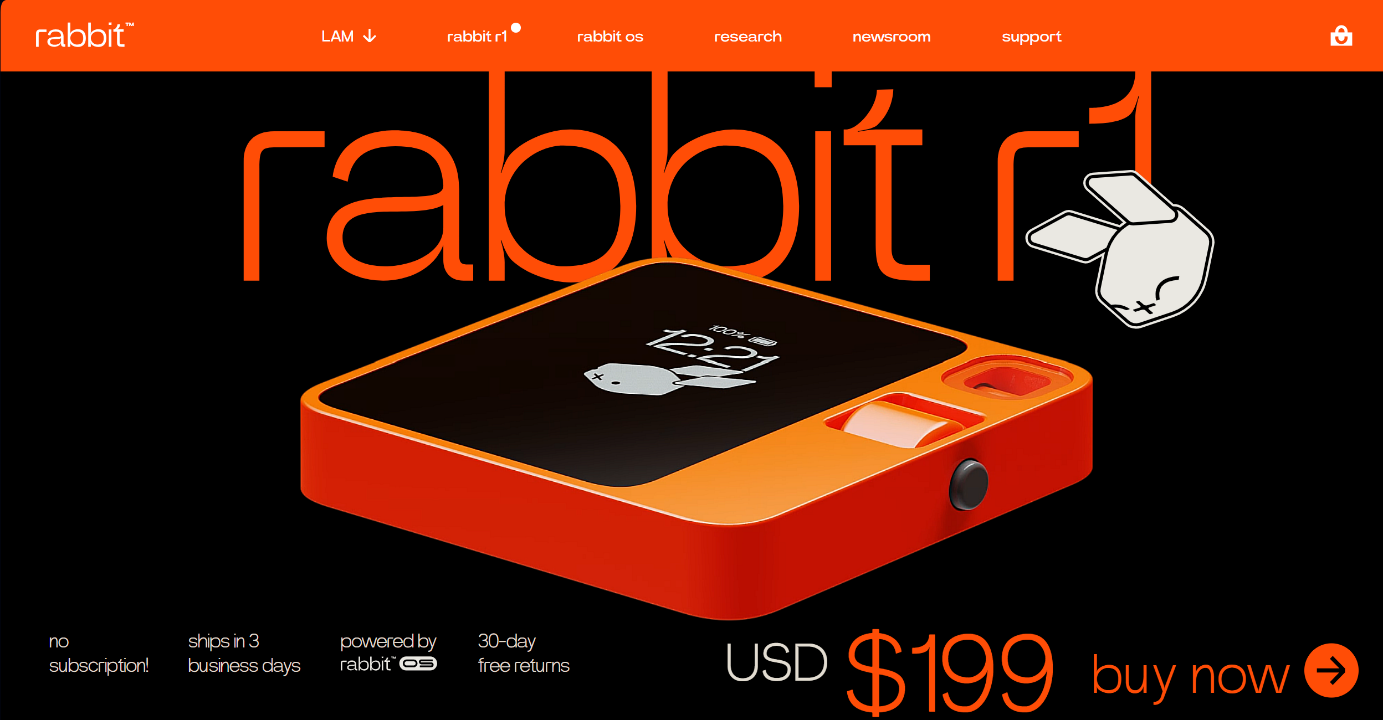 rabbit™
LAM ↓
rabbit r1
rabbit os
research
newsroom
support
rabbit r1
100%
12:21
no
subscription!
ships in 3
business days
powered by
rabbit™ OS
30-day
free returns
USD $199
buy now